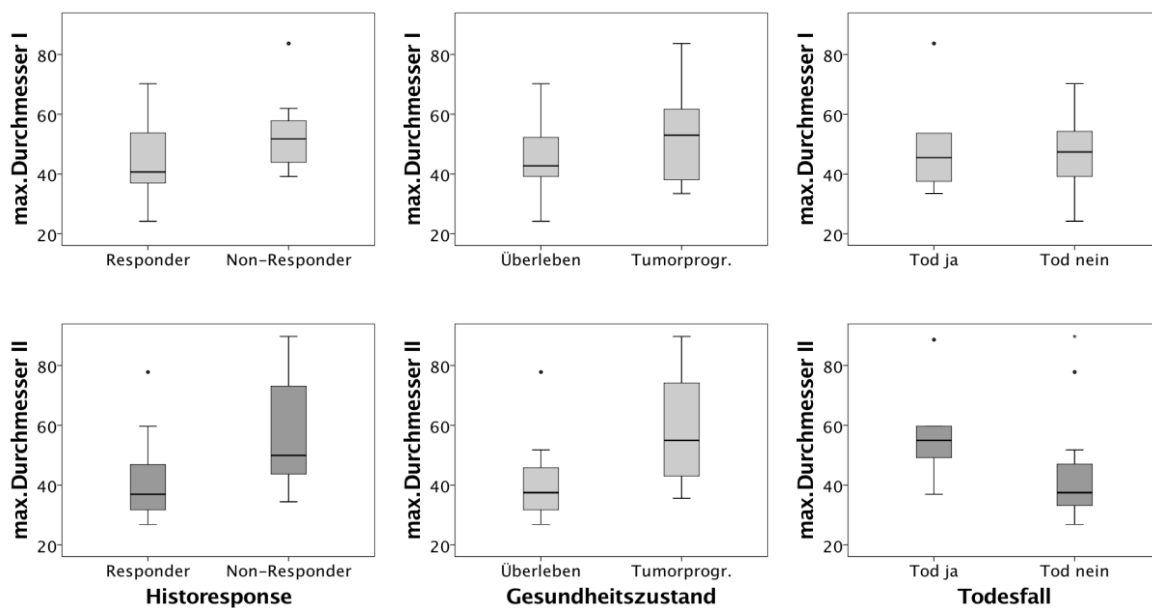 max.Durchmesser I
80
60
40
20
Responder Non-Responder
max.Durchmesser I
80
60
40
20
Überleben Tumorprogr.
max.Durchmesser I
80
60
40
20
Tod ja Tod nein
max.Durchmesser II
80
60
40
20
Responder Non-Responder
Historesponse
max.Durchmesser II
80
60
40
20
Überleben Tumorprogr.
Gesundheitszustand
max.Durchmesser II
80
60
40
20
Tod ja Tod nein
Todesfall